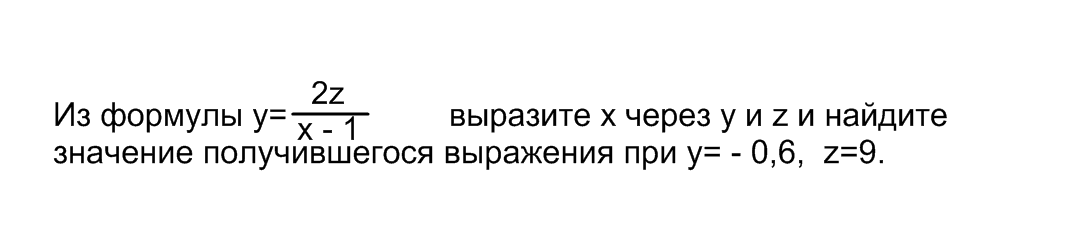 Из формулы y=2z/x - 1 выразите x через y и z и найдите
значение получившегося выражения при y= - 0,6, z=9.